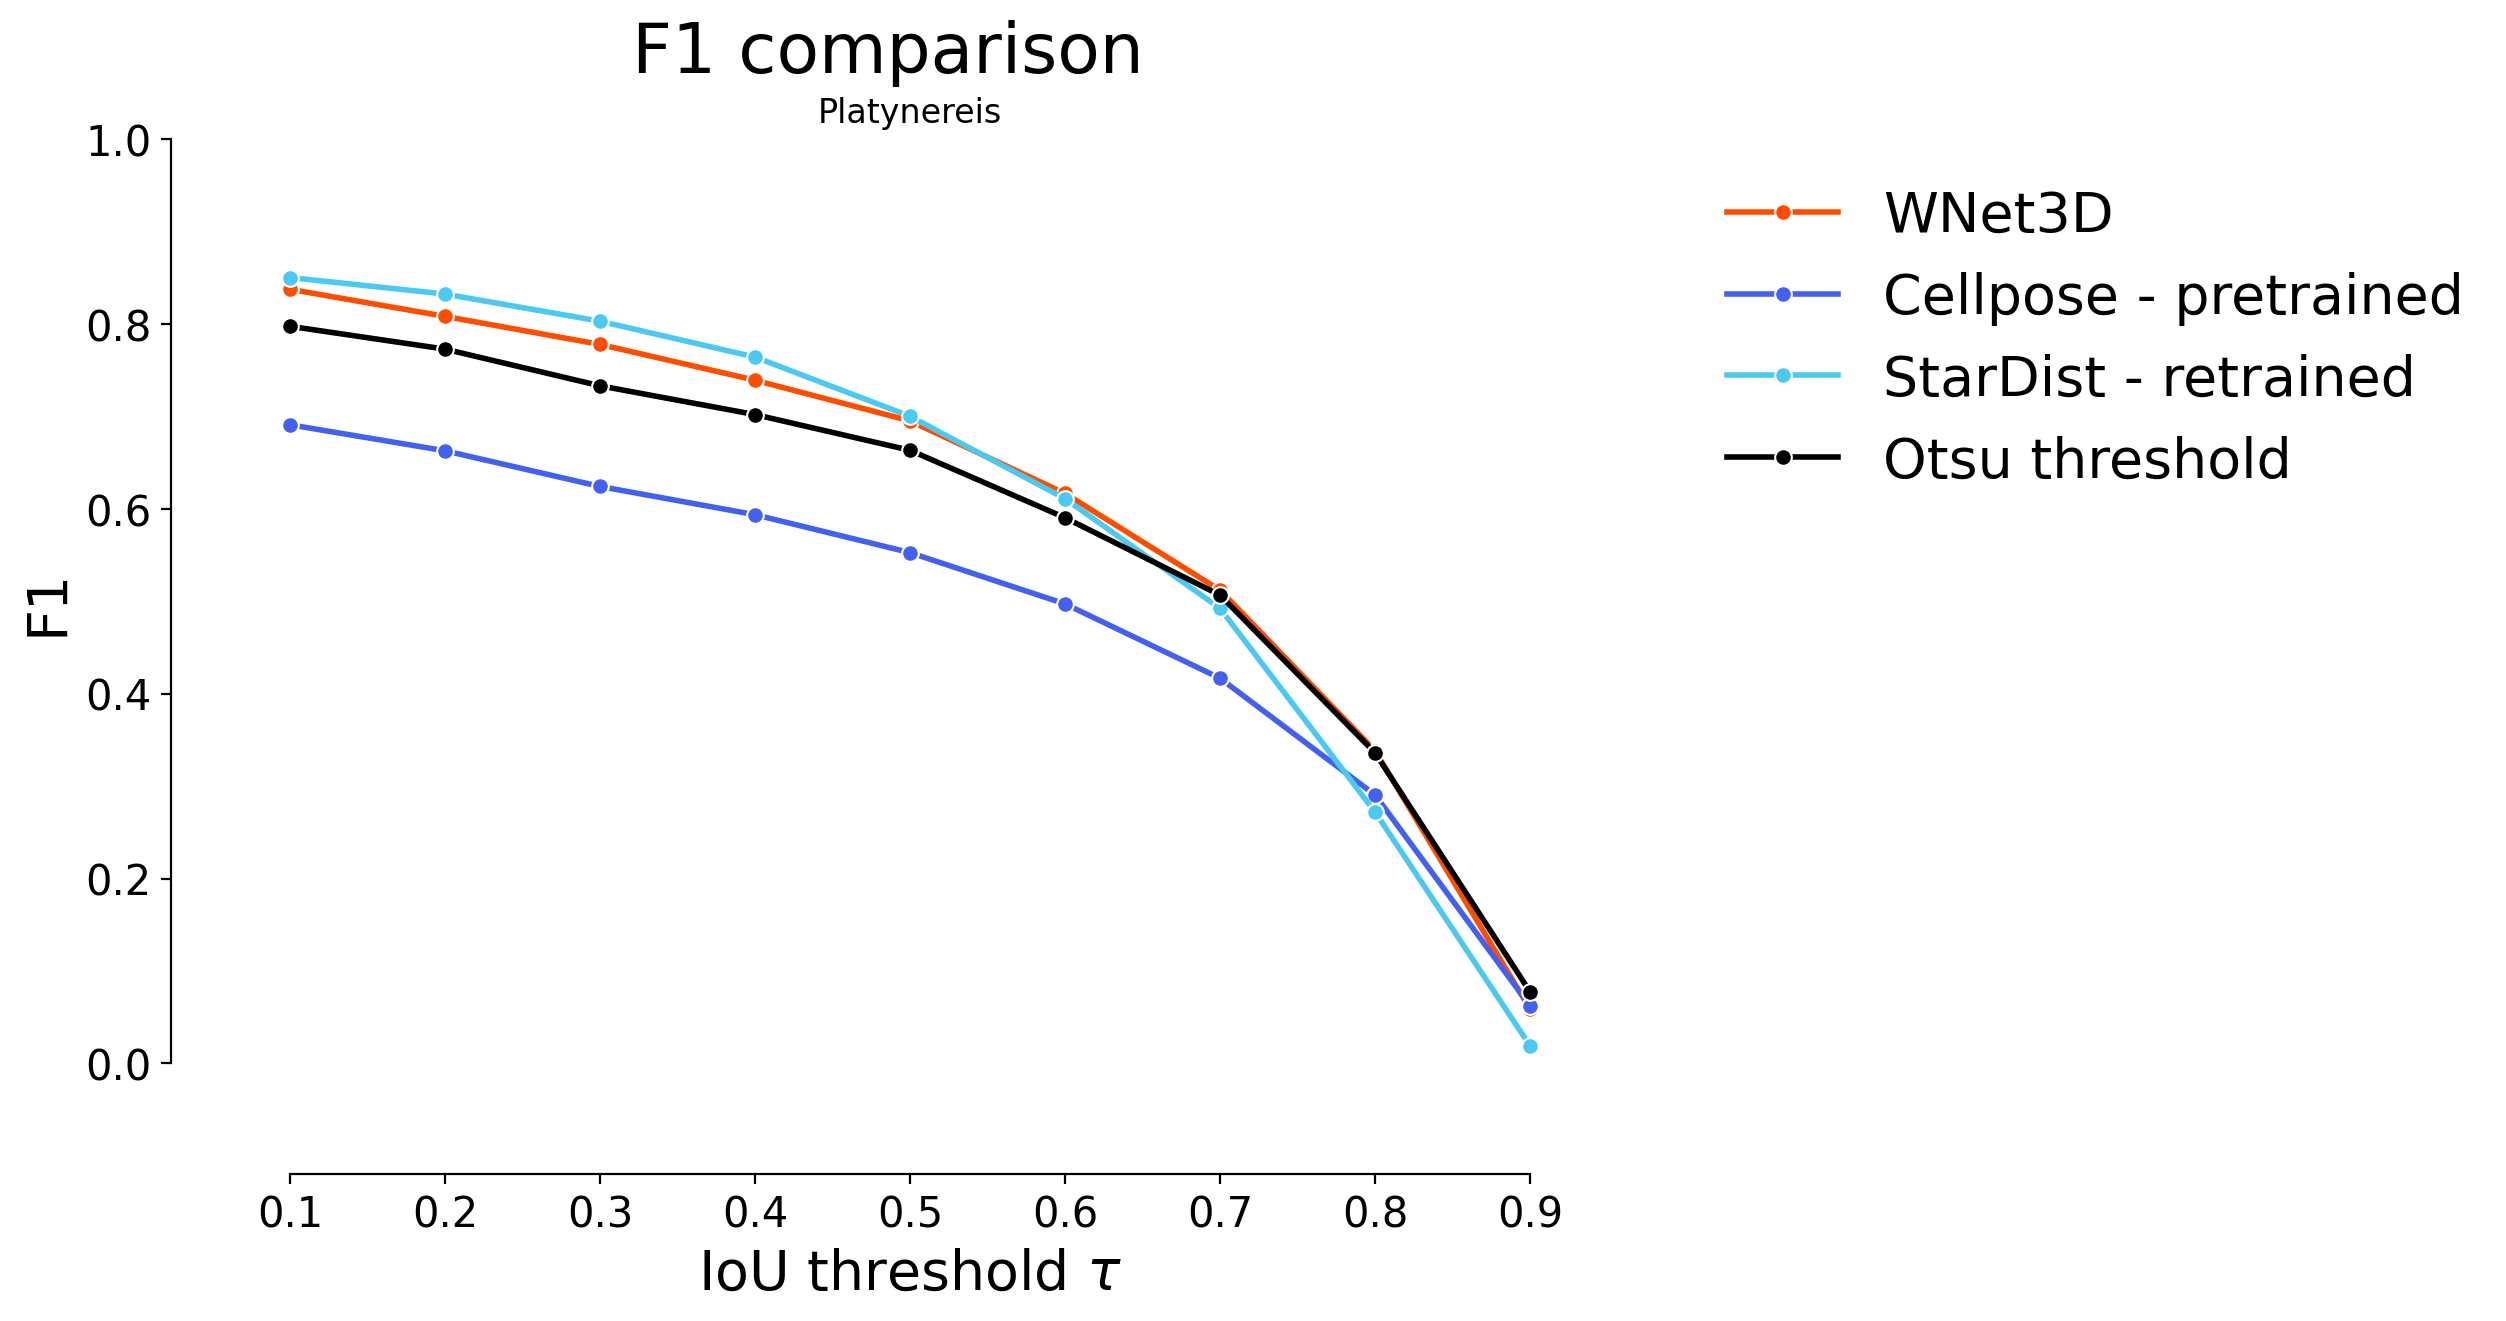 F1 comparison
Platynereis
1.0
0.8
0.6
0.4
0.2
0.0
F1
0.1 0.2 0.3 0.4 0.5 0.6 0.7 0.8 0.9
IoU threshold τ
WNet3D
Cellpose - pretrained
StarDist - retrained
Otsu threshold